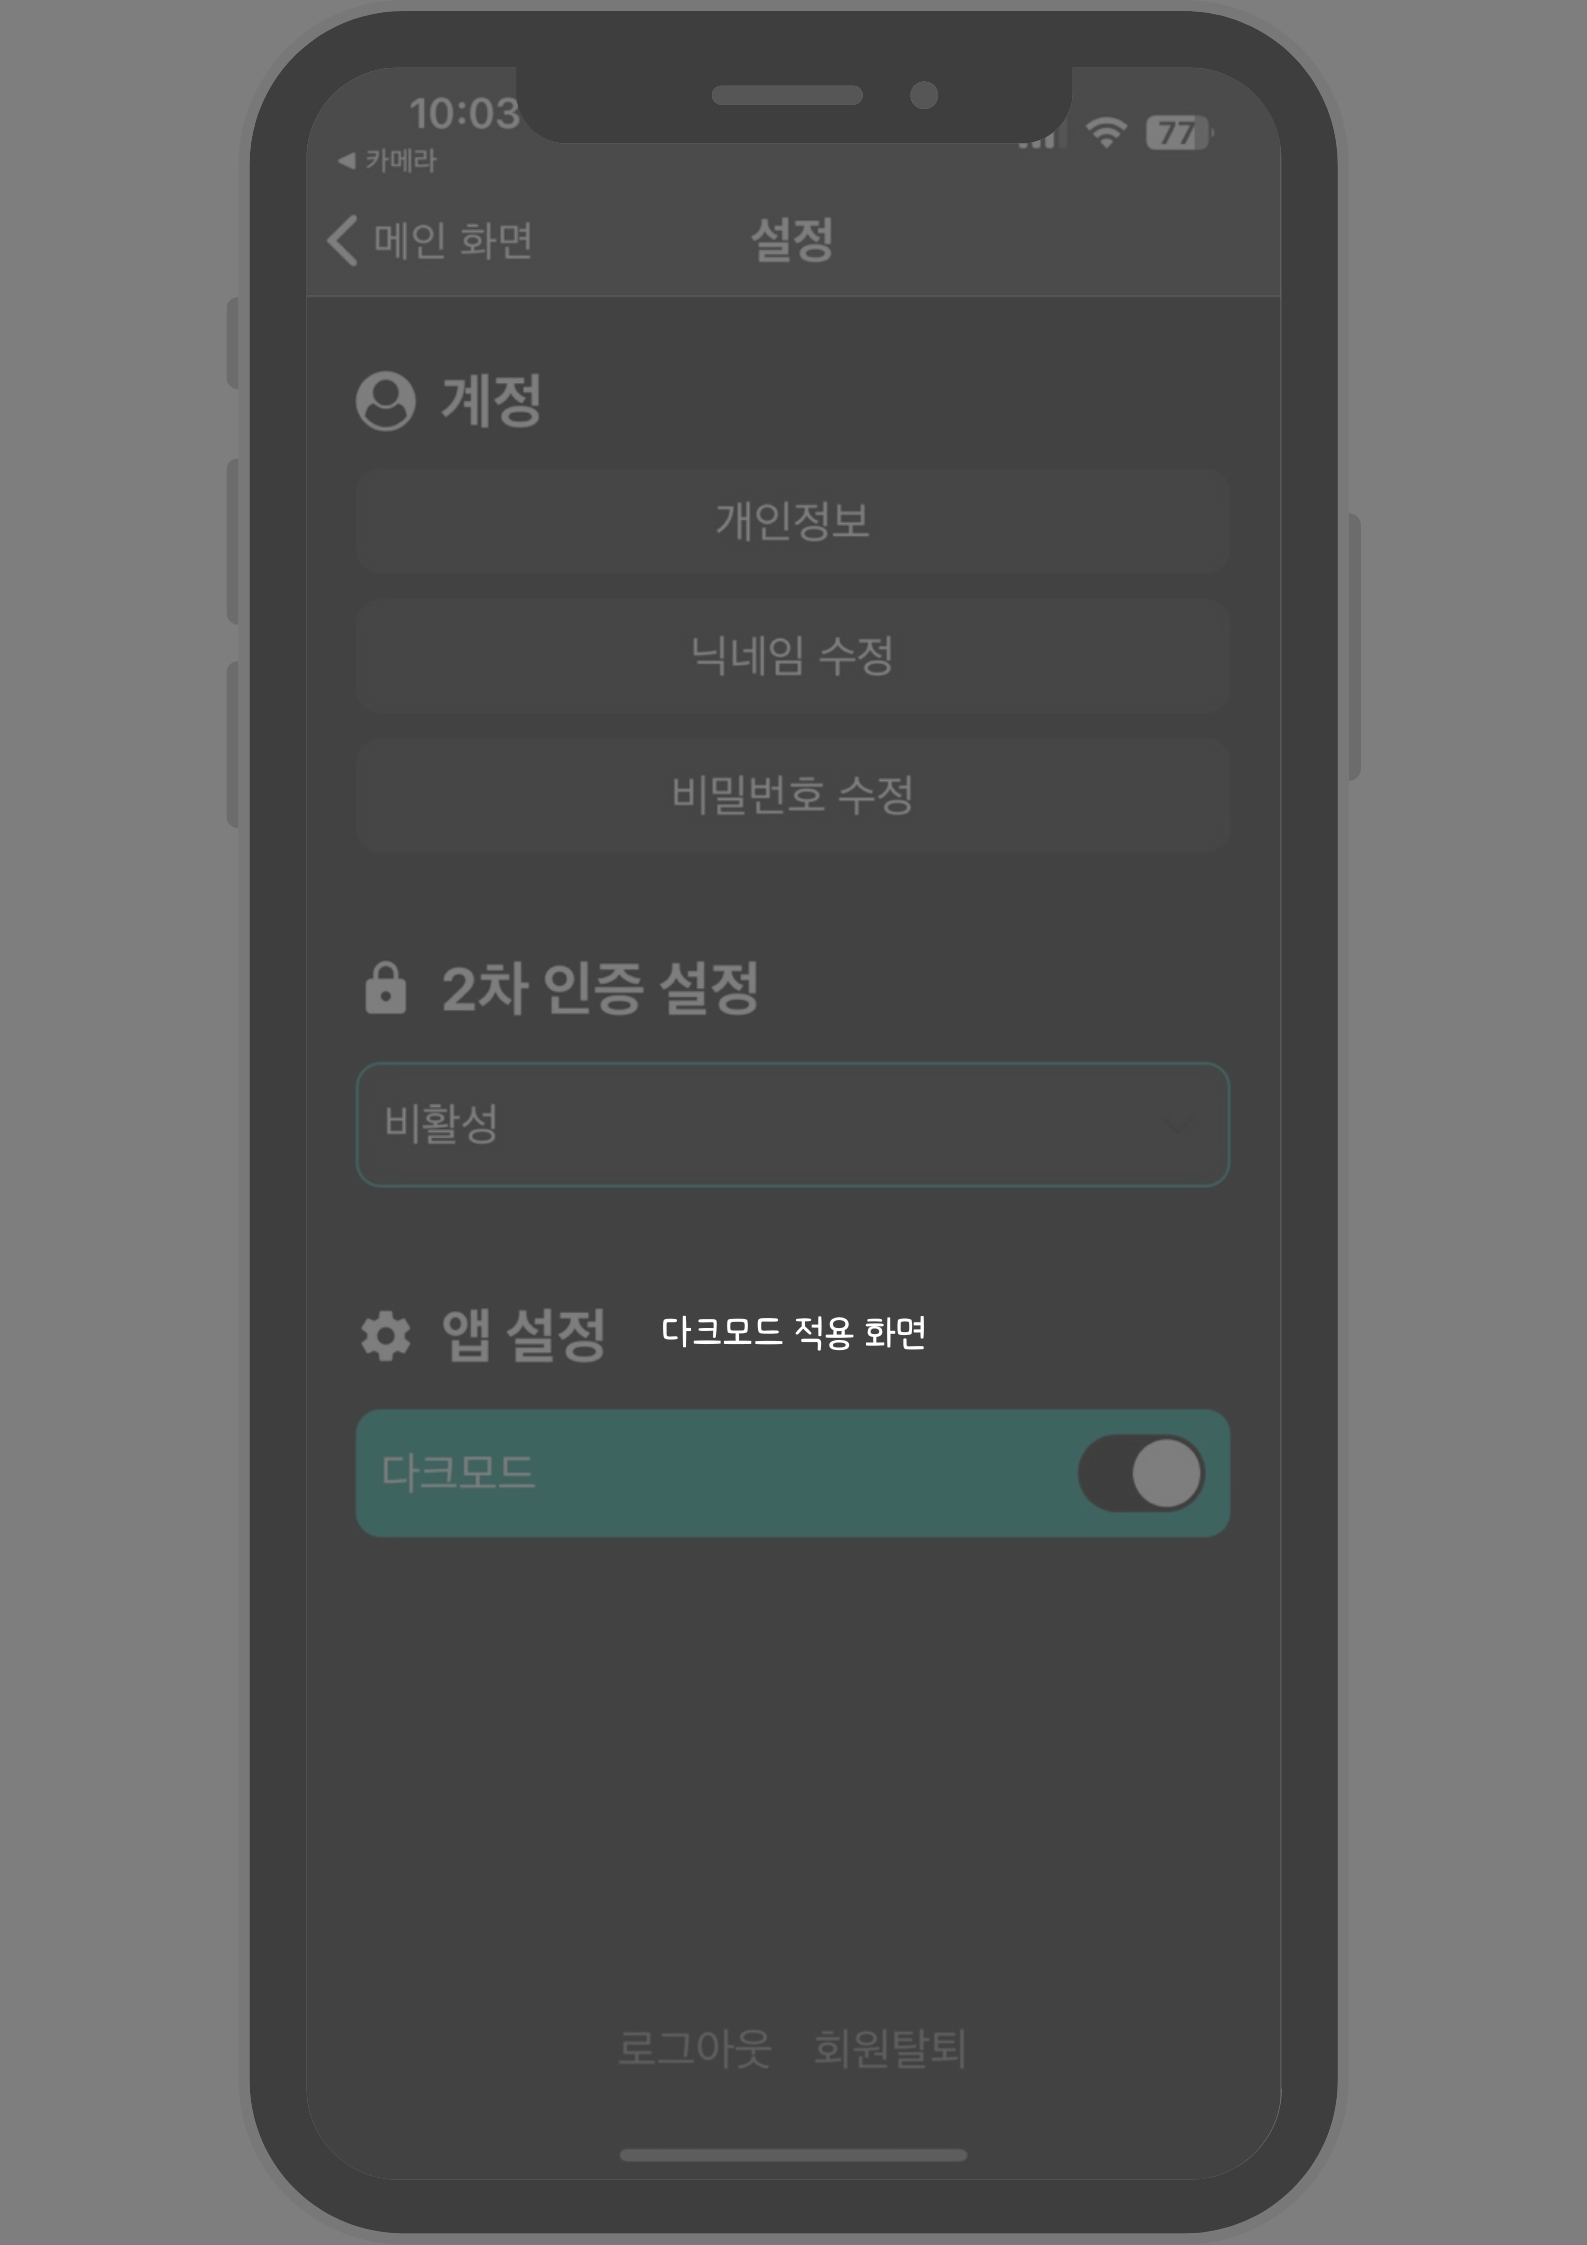 10:03
77
◀ 카메라
메인 화면
설정
계정
개인정보
닉네임 수정
비밀번호 수정
2차 인증 설정
비활성
앱 설정
다크모드 적용 화면
다크모드
로그아웃 회원탈퇴